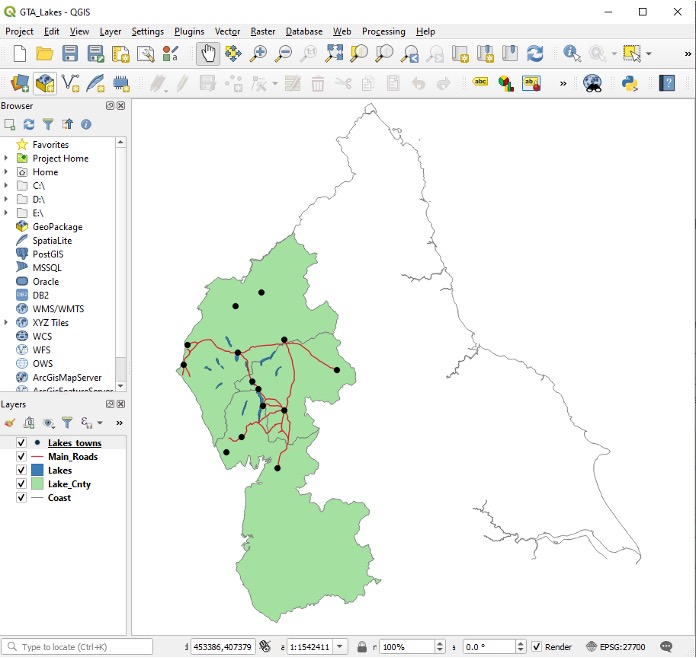 GTA_Lakes - QGIS
Project Edit View Layer Settings Plugins Vector Raster Database Web Processing Help
»
abc
ab
»
Browser
Favorites
Project Home
Home
C:\
D:\
E:\
GeoPackage
SpatiaLite
PostGIS
MSSQL
Oracle
DB2
WMS/WMTS
XYZ Tiles
WCS
WFS
OWS
ArcGisMapServer
Layers
»
Lakes_towns
Main_Roads
Lakes
Lake_Cnty
Coast
Type to locate (Ctrl+K) 453386,407379 1:1542411 100% 0.0 ° Render EPSG:27700